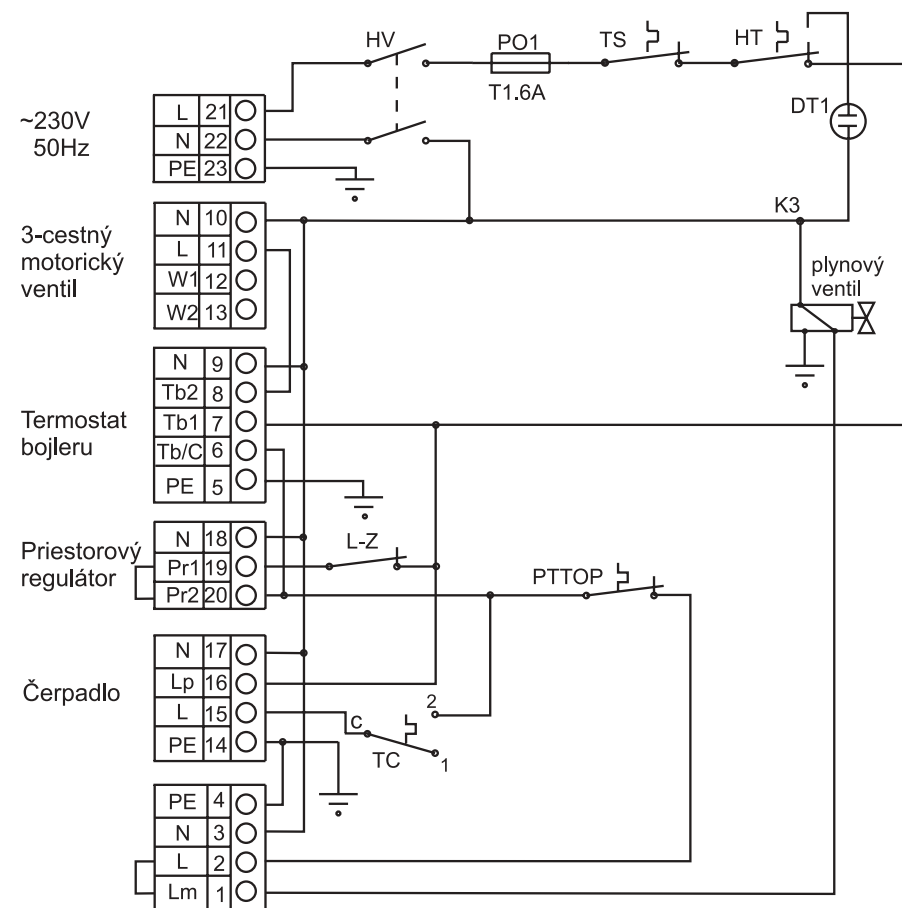 HV
PO1
T1.6A
TS
HT
DT1
~230V
50Hz
L 21
N 22
PE 23
K3
3-cestný
motorický
ventil
N 10
L 11
W1 12
W2 13
plynový
ventil
Termostat
bojleru
N 9
Tb2 8
Tb1 7
Tb/C 6
PE 5
Priestorový
regulátor
N 18
Pr1 19
Pr2 20
L-Z
PTTOP
Čerpadlo
N 17
Lp 16
L 15
PE 14
c
2
TC
1
PE 4
N 3
L 2
Lm 1